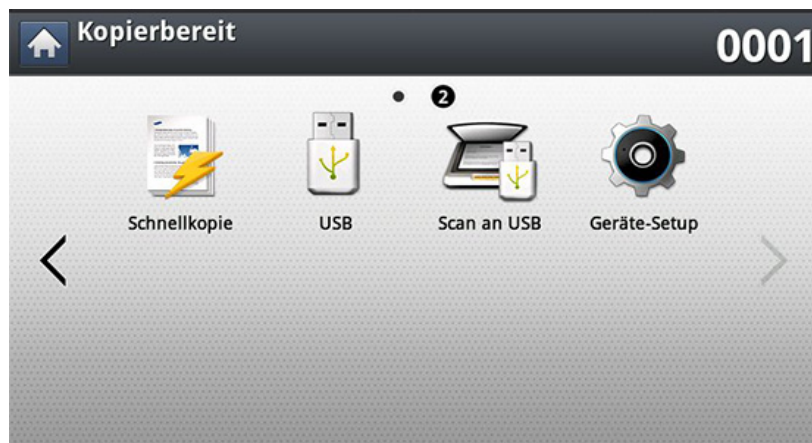 Kopierbereit
0001
2
Schnellkopie
USB
Scan an USB
Geräte-Setup